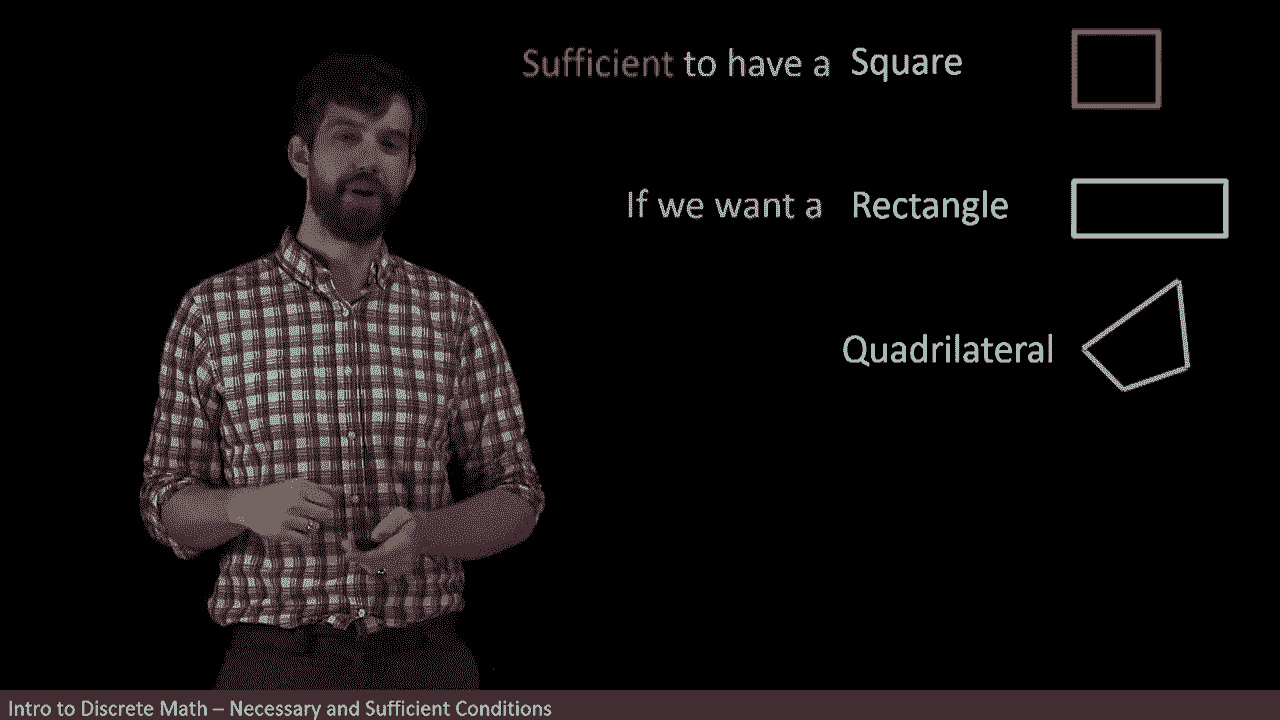 Sufficient to have a Square
If we want a Rectangle
Quadrilateral
Intro to Discrete Math – Necessary and Sufficient Conditions